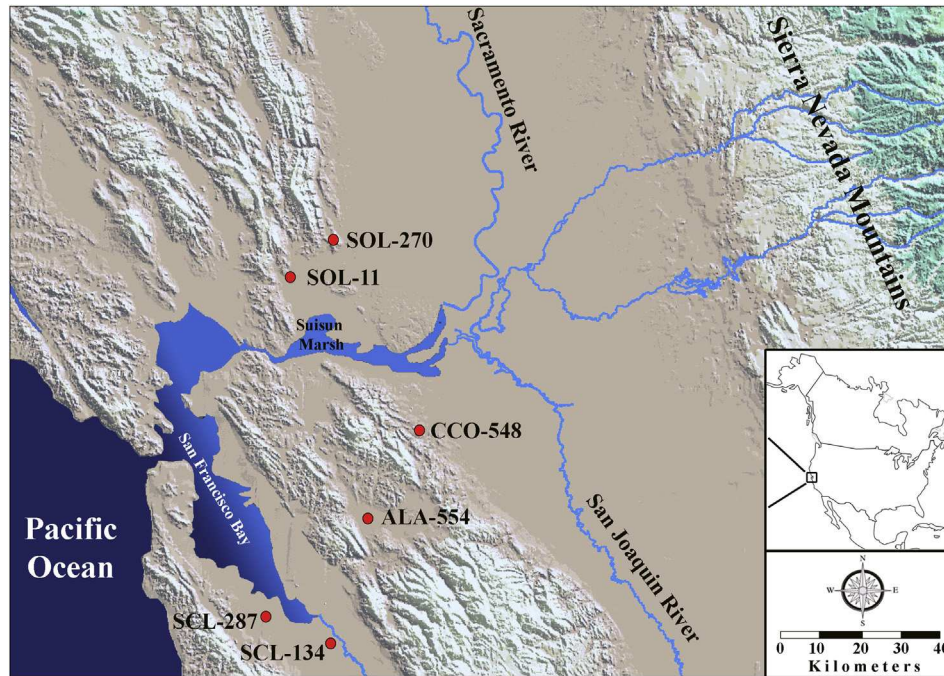 Sacramento River
Sierra Nevada Mountains
SOL-270
SOL-11
Suisun
Marsh
CCO-548
San Francisco Bay
ALA-554
San Joaquin River
Pacific
Ocean
SCL-287
SCL-134
N
W
E
S
0 10 20 30 40
Kilometers